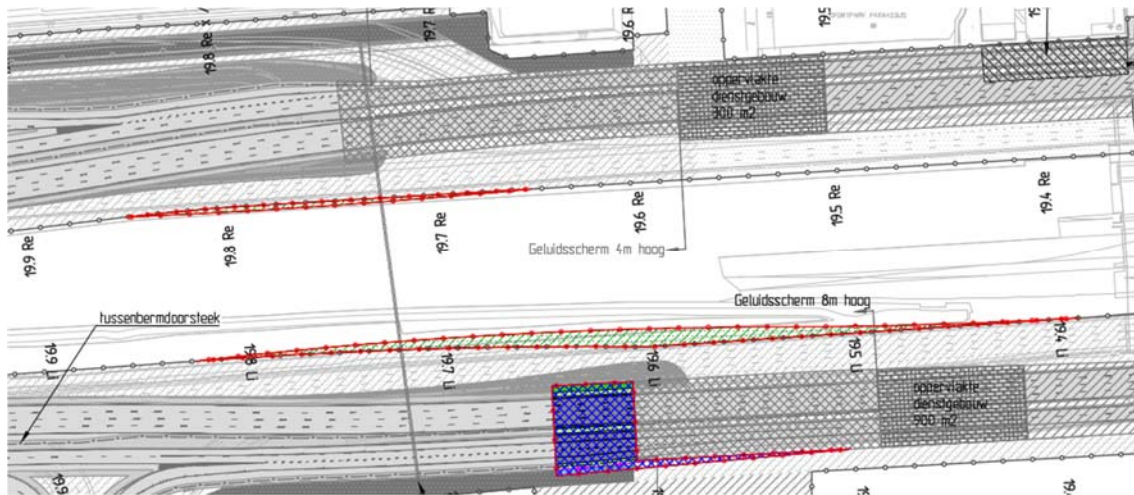 19.8 Re
19.7 Re
19.6 Re
SPORTPARK PARADIJS
oppervlakte
dienstgebouw
900 m2
19.9 Re
19.8 Re
19.7 Re
19.6 Re
19.5 Re
19.4 Re
Geluidsscherm 4m hoog
Geluidsscherm 8m hoog
tussenbermdoorsteek
19.9 Li
19.8 Li
19.7 Li
19.6 Li
19.5 Li
19.4 Li
oppervlakte
dienstgebouw
900 m2